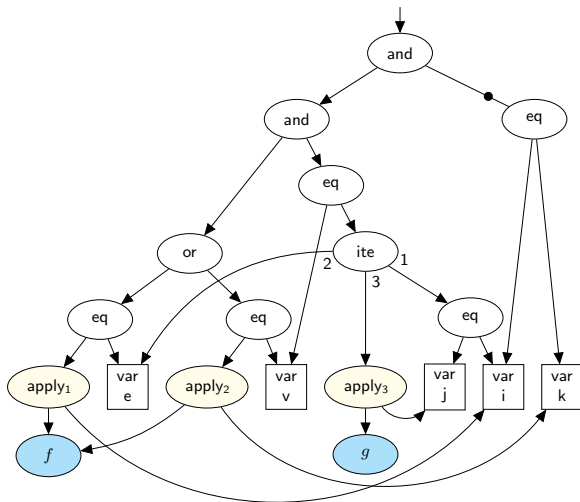 and
and
eq
eq
or
ite
2
1
3
eq
eq
eq
apply₁
var
e
apply₂
var
v
apply₃
var
j
var
i
var
k
f
g